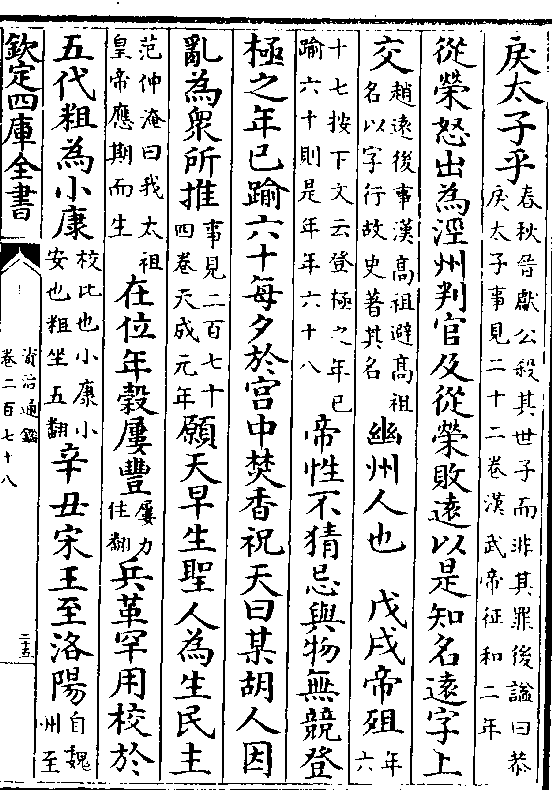 戾太子乎春秋晉獻公殺其世子而非其罪後謚曰恭戾太子事見二十二卷漢武帝征和二年
從榮怒出為涇州判官及從榮敗遠以是知名遠字上
交趙遠後事漢高祖避高祖名以字行故史著其名幽州人也 戊戌帝殂年六
十七按下文云登極之年已踰六十則是年年六十八帝性不猜忌與物無競登
極之年已踰六十每夕於宫中焚香祝天曰某胡人因
亂為衆所推事見二百七十四卷天成元年願天早生聖人為生民主
范仲淹曰我太祖皇帝應期而生在位年穀屢豐屢力住翻兵革罕用校於
五代粗為小康校比也小康小安也粗坐五翻辛丑宋王至洛陽自魏州至
欽定四庫全書
資治通鑑
卷二百七十八
二十五